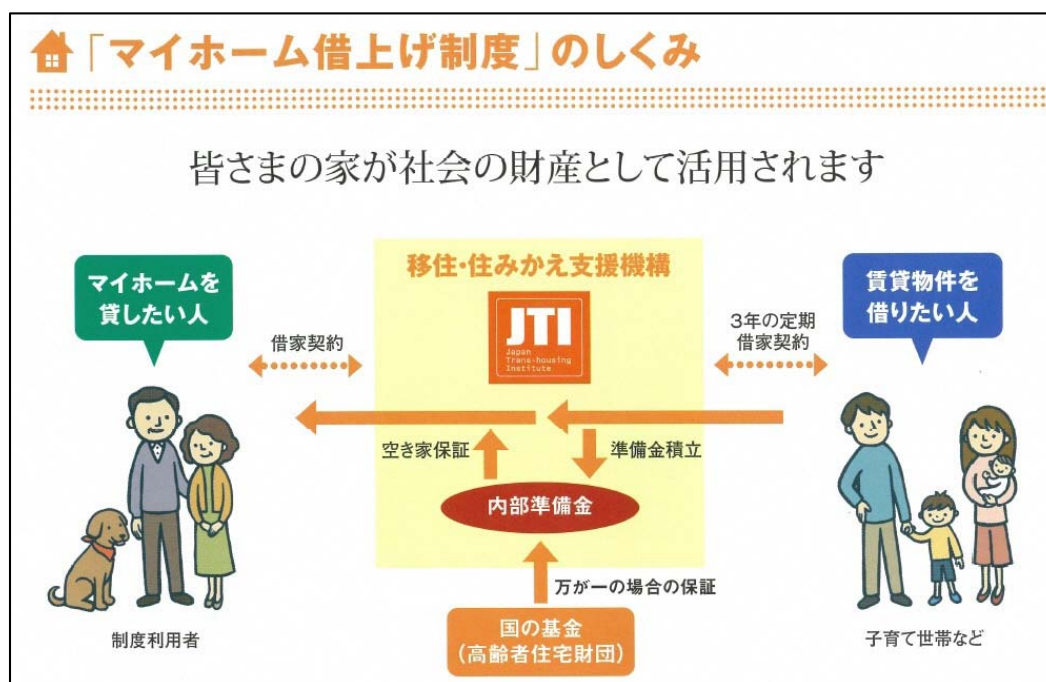 「マイホーム借上げ制度」のしくみ
皆さまの家が社会の財産として活用されます
移住・住みかえ支援機構
JTI
Japan
Trans-housing
Institute
マイホームを
貸したい人
賃貸物件を
借りたい人
借家契約
3年の定期
借家契約
空き家保証
準備金積立
内部準備金
万が一の場合の保証
国の基金
（高齢者住宅財団）
制度利用者
子育て世帯など